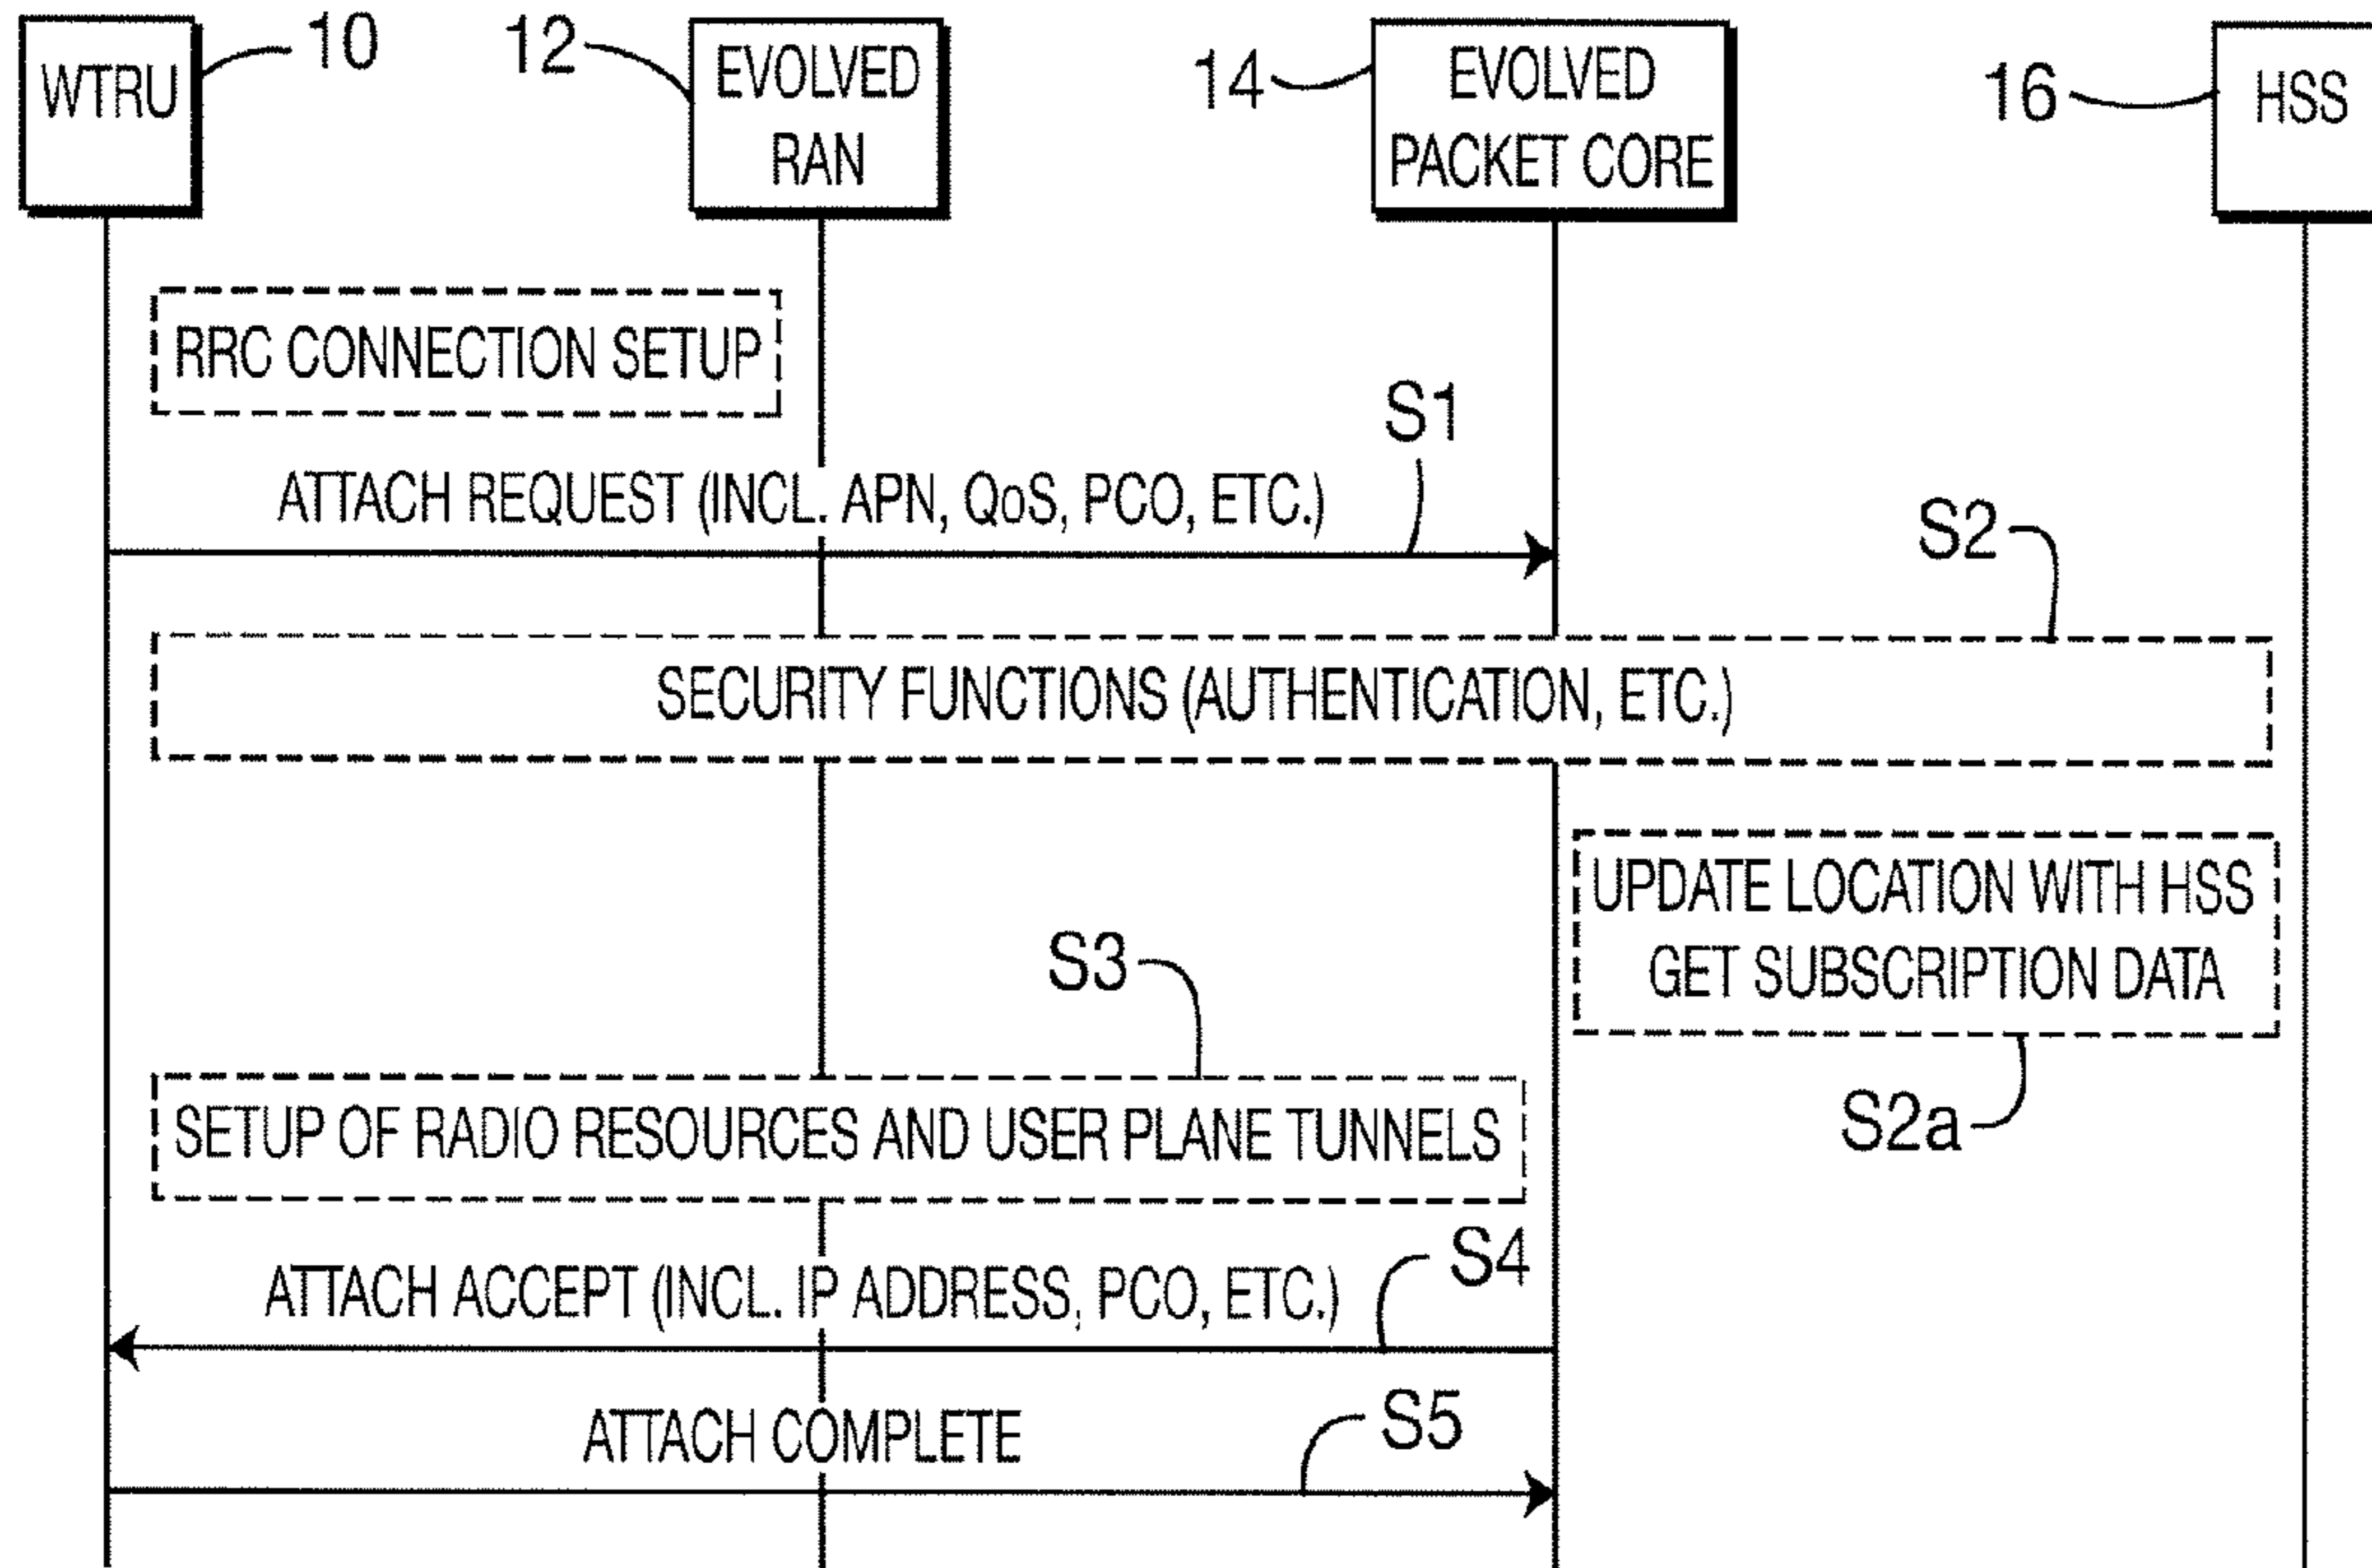 WTRU
10
12
EVOLVED
RAN
14
EVOLVED
PACKET CORE
16
HSS
RRC CONNECTION SETUP
S1
ATTACH REQUEST (INCL. APN, QoS, PCO, ETC.)
S2
SECURITY FUNCTIONS (AUTHENTICATION, ETC.)
UPDATE LOCATION WITH HSS
GET SUBSCRIPTION DATA
S2a
S3
SETUP OF RADIO RESOURCES AND USER PLANE TUNNELS
S4
ATTACH ACCEPT (INCL. IP ADDRESS, PCO, ETC.)
S5
ATTACH COMPLETE